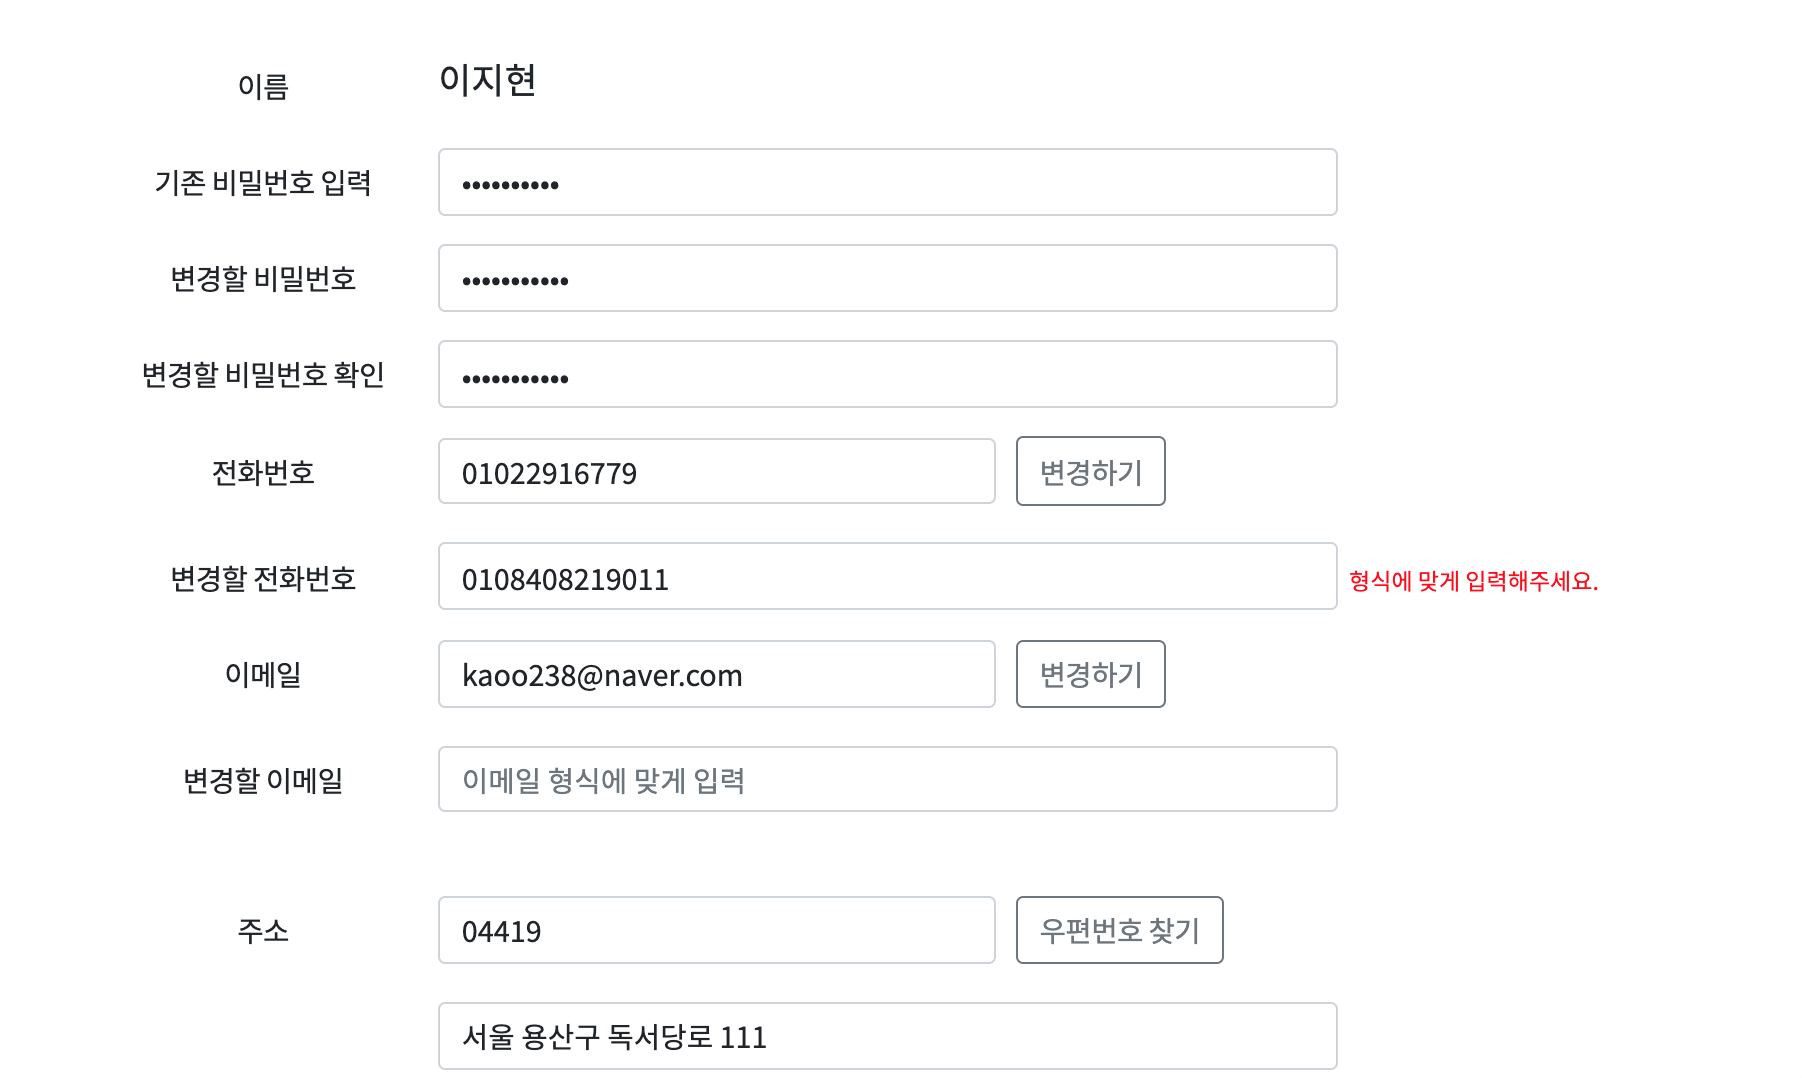 이름 이지현
기존 비밀번호 입력 ••••••••••
변경할 비밀번호 •••••••••••
변경할 비밀번호 확인 •••••••••••
전화번호 01022916779 변경하기
변경할 전화번호 0108408219011 형식에 맞게 입력해주세요.
이메일 kaoo238@naver.com 변경하기
변경할 이메일 이메일 형식에 맞게 입력
주소 04419 우편번호 찾기
서울 용산구 독서당로 111